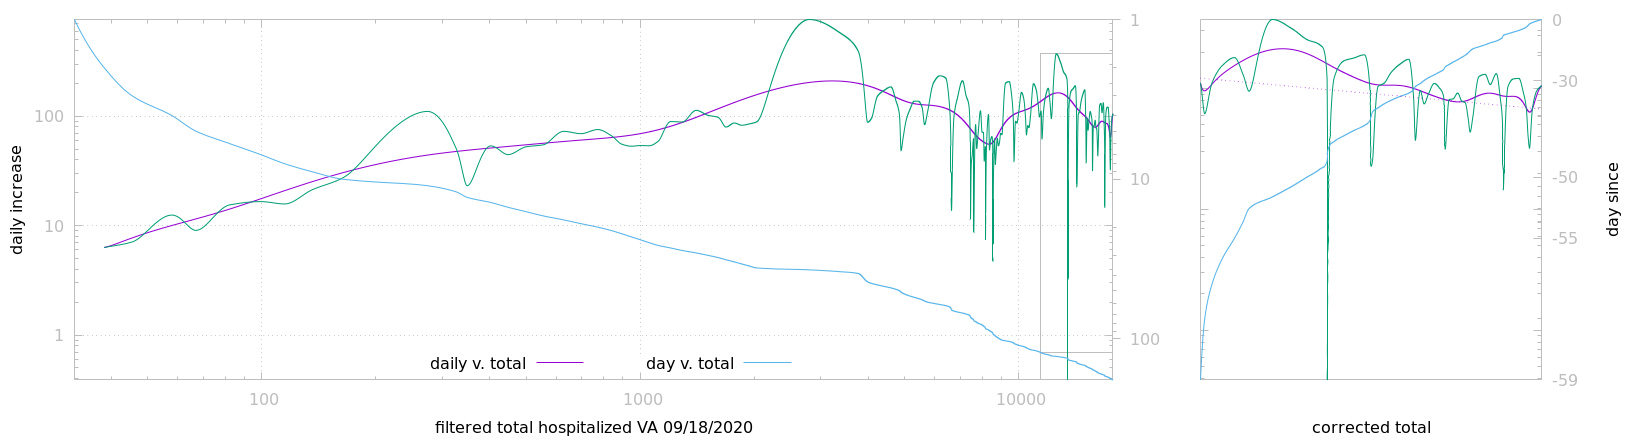 daily increase
100
10
1
1
10
100
daily v. total
day v. total
100
1000
10000
filtered total hospitalized VA 09/18/2020
0
-30
-50
-55
-59
day since
corrected total